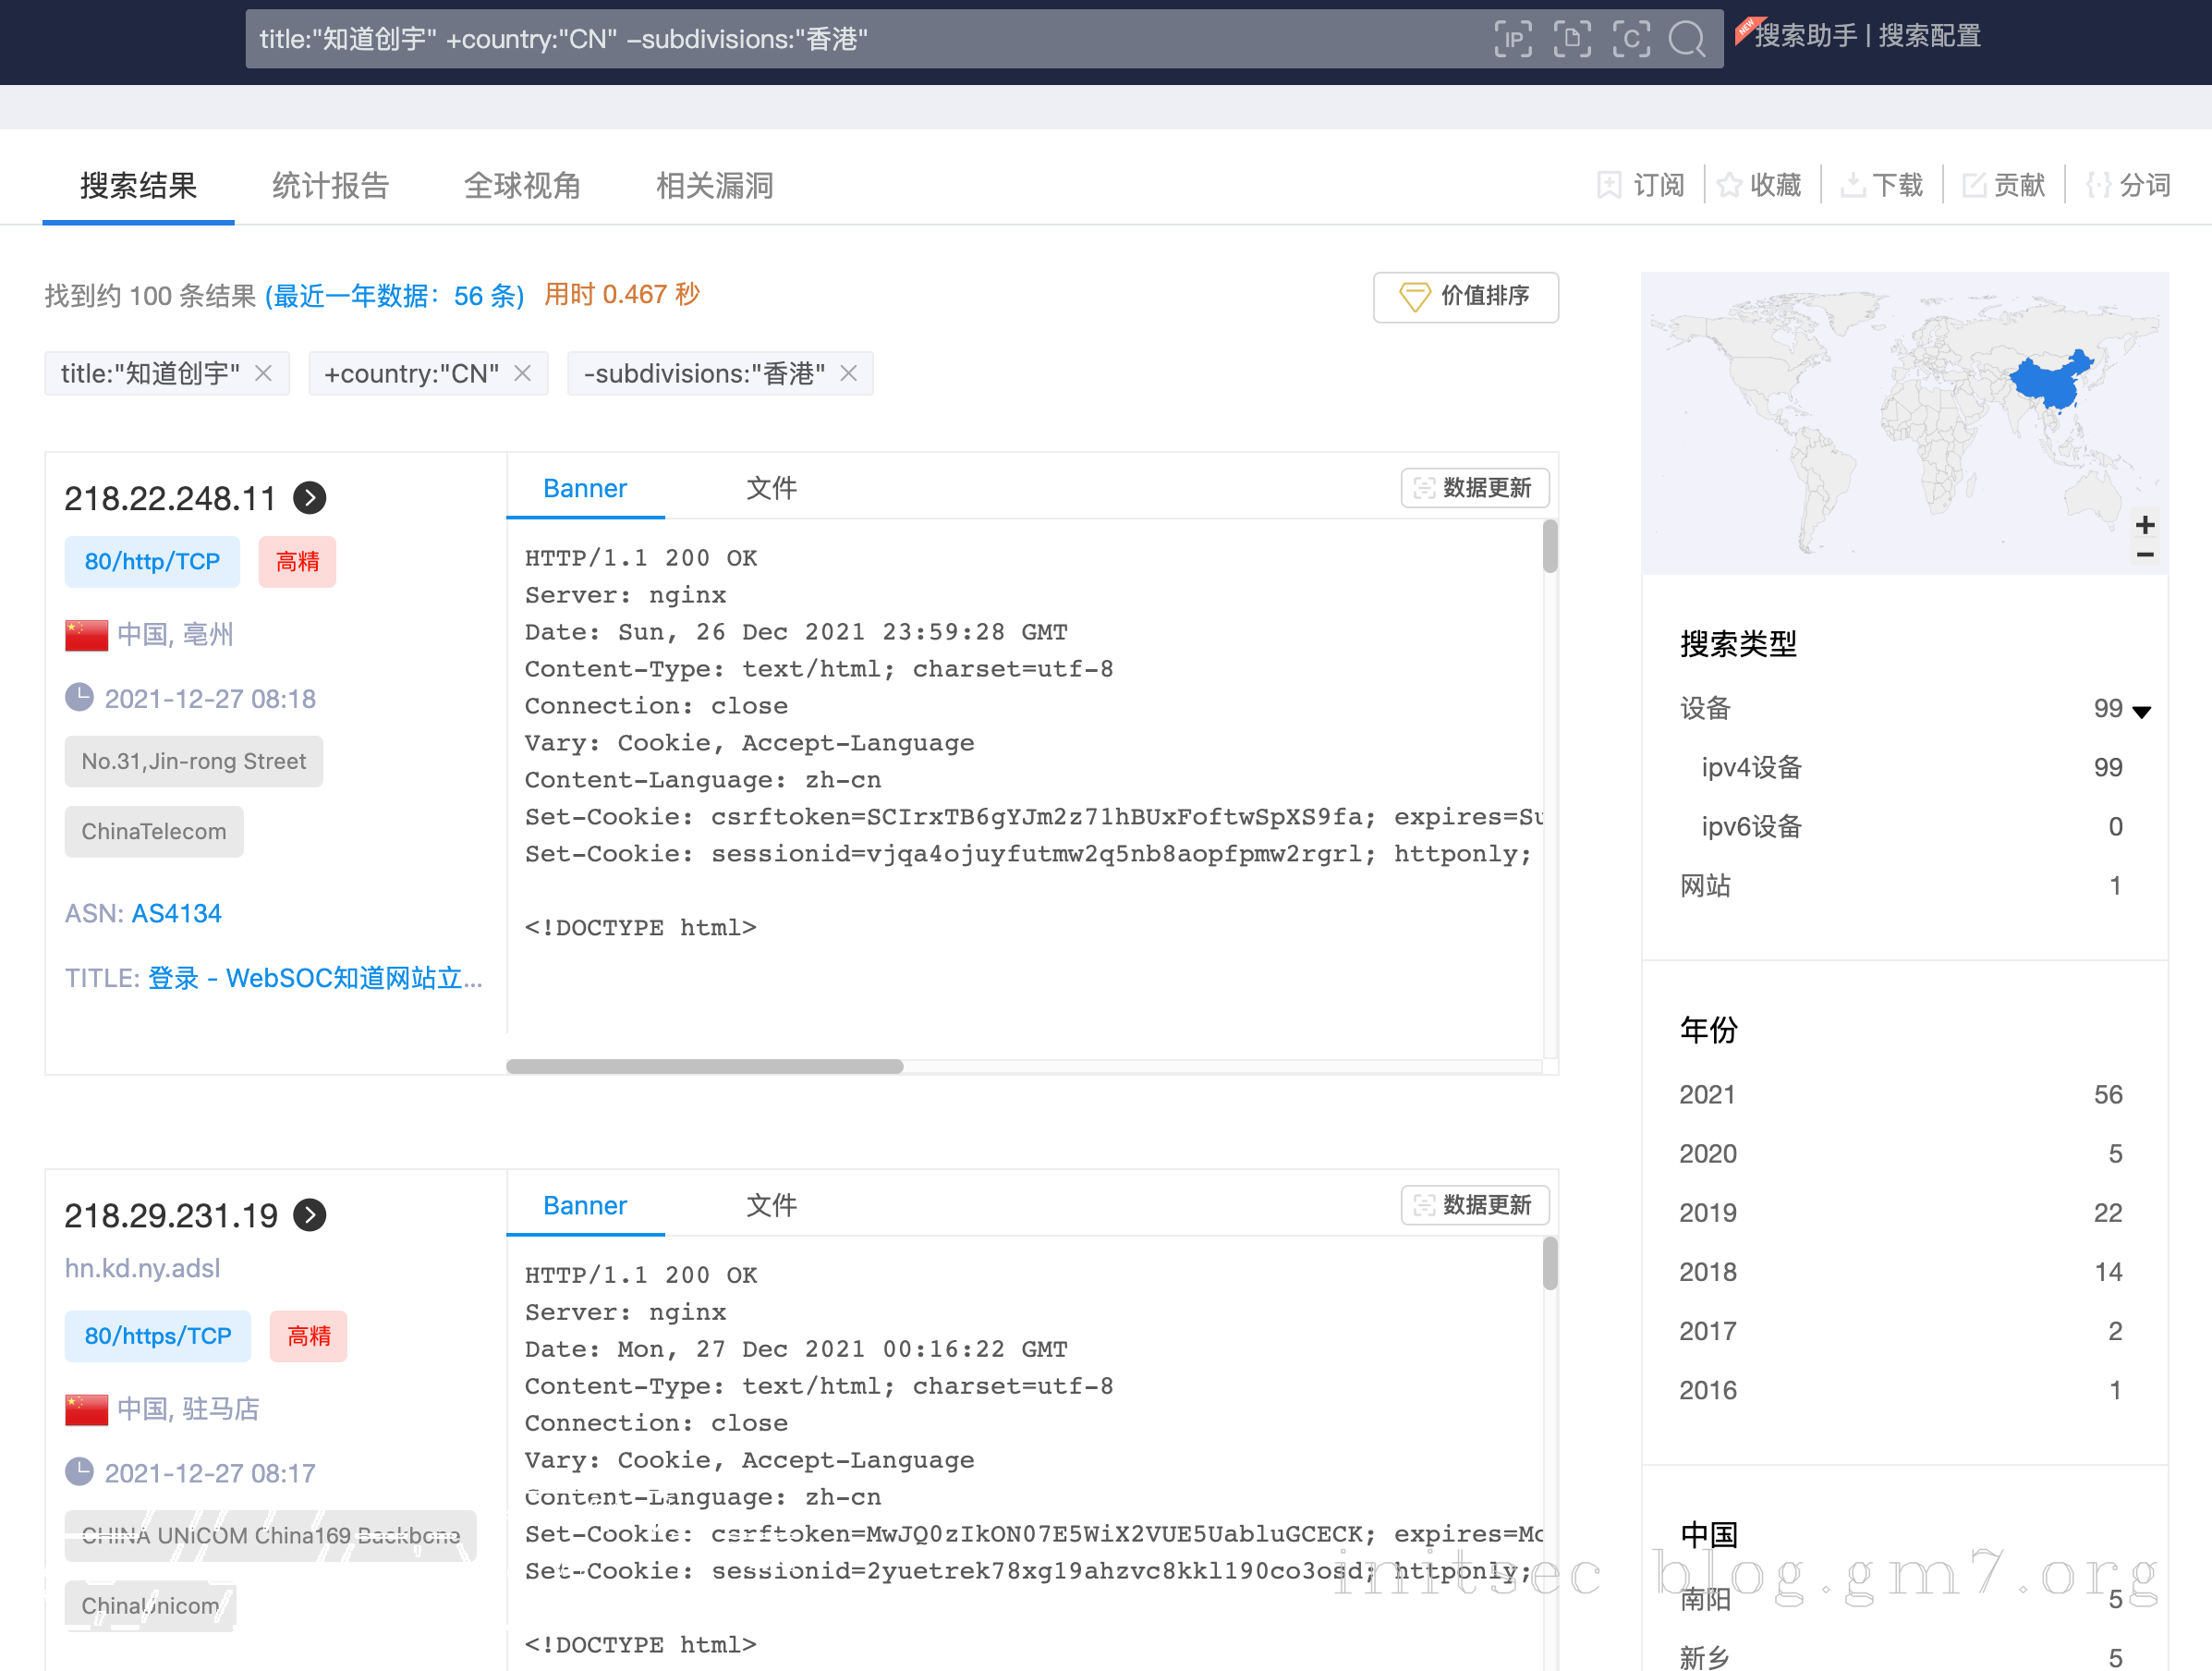 title:"知道创宇" +country:"CN" –subdivisions:"香港"
IP
C
NEW
搜索助手 | 搜索配置
搜索结果
统计报告
全球视角
相关漏洞
订阅
收藏
下载
贡献
分词
找到约 100 条结果 (最近一年数据：56 条) 用时 0.467 秒
价值排序
title:"知道创宇"
+country:"CN"
-subdivisions:"香港"
218.22.248.11
80/http/TCP
高精
中国, 亳州
2021-12-27 08:18
No.31,Jin-rong Street
ChinaTelecom
ASN: AS4134
TITLE: 登录 - WebSOC知道网站立...
Banner
文件
数据更新
HTTP/1.1 200 OK
Server: nginx
Date: Sun, 26 Dec 2021 23:59:28 GMT
Content-Type: text/html; charset=utf-8
Connection: close
Vary: Cookie, Accept-Language
Content-Language: zh-cn
Set-Cookie: csrftoken=SCIrxTB6gYJm2z71hBUxFoftwSpXS9fa; expires=Su
Set-Cookie: sessionid=vjqa4ojuyfutmw2q5nb8aopfpmw2rgrl; httponly;
<!DOCTYPE html>
218.29.231.19
hn.kd.ny.adsl
80/https/TCP
高精
中国, 驻马店
2021-12-27 08:17
CHINA UNICOM China169 Backbone
ChinaUnicom
Banner
文件
数据更新
HTTP/1.1 200 OK
Server: nginx
Date: Mon, 27 Dec 2021 00:16:22 GMT
Content-Type: text/html; charset=utf-8
Connection: close
Vary: Cookie, Accept-Language
Content-Language: zh-cn
Set-Cookie: csrftoken=MwJQ0zIkON07E5WiX2VUE5UabluGCECK; expires=Mo
Set-Cookie: sessionid=2yuetrek78xg19ahzvc8kkl190co3osd; httponly;
<!DOCTYPE html>
搜索类型
设备 99
ipv4设备 99
ipv6设备 0
网站 1
年份
2021 56
2020 5
2019 22
2018 14
2017 2
2016 1
中国
南阳 5
新乡 5
initsec blog.gm7.org